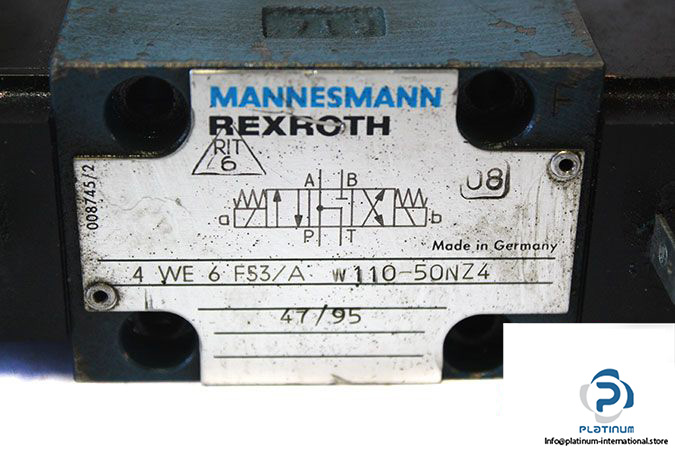 MANNESMANN
REXROTH
RIT
6
08
008745/2
A B
a b
P T
Made in Germany
4 WE 6 F53/A W110-50NZ4
47/95
F
P
PLATINUM
Info@platinum-international.store